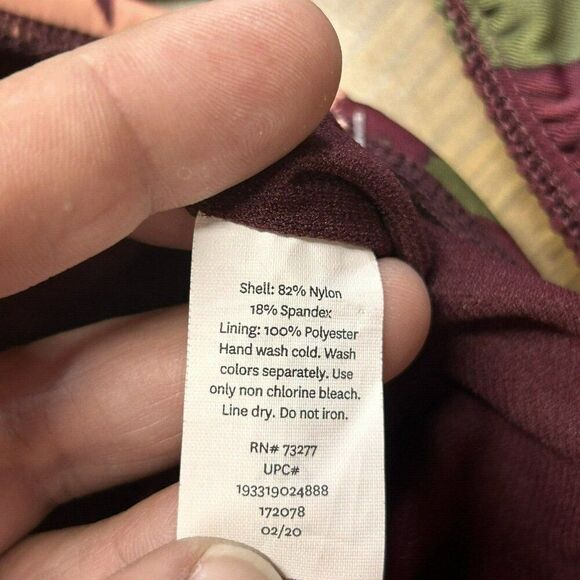 Shell: 82% Nylon
18% Spandex
Lining: 100% Polyester
Hand wash cold. Wash
colors separately. Use
only non chlorine bleach.
Line dry. Do not iron.
RN# 73277
UPC#
193319024888
172078
02/20